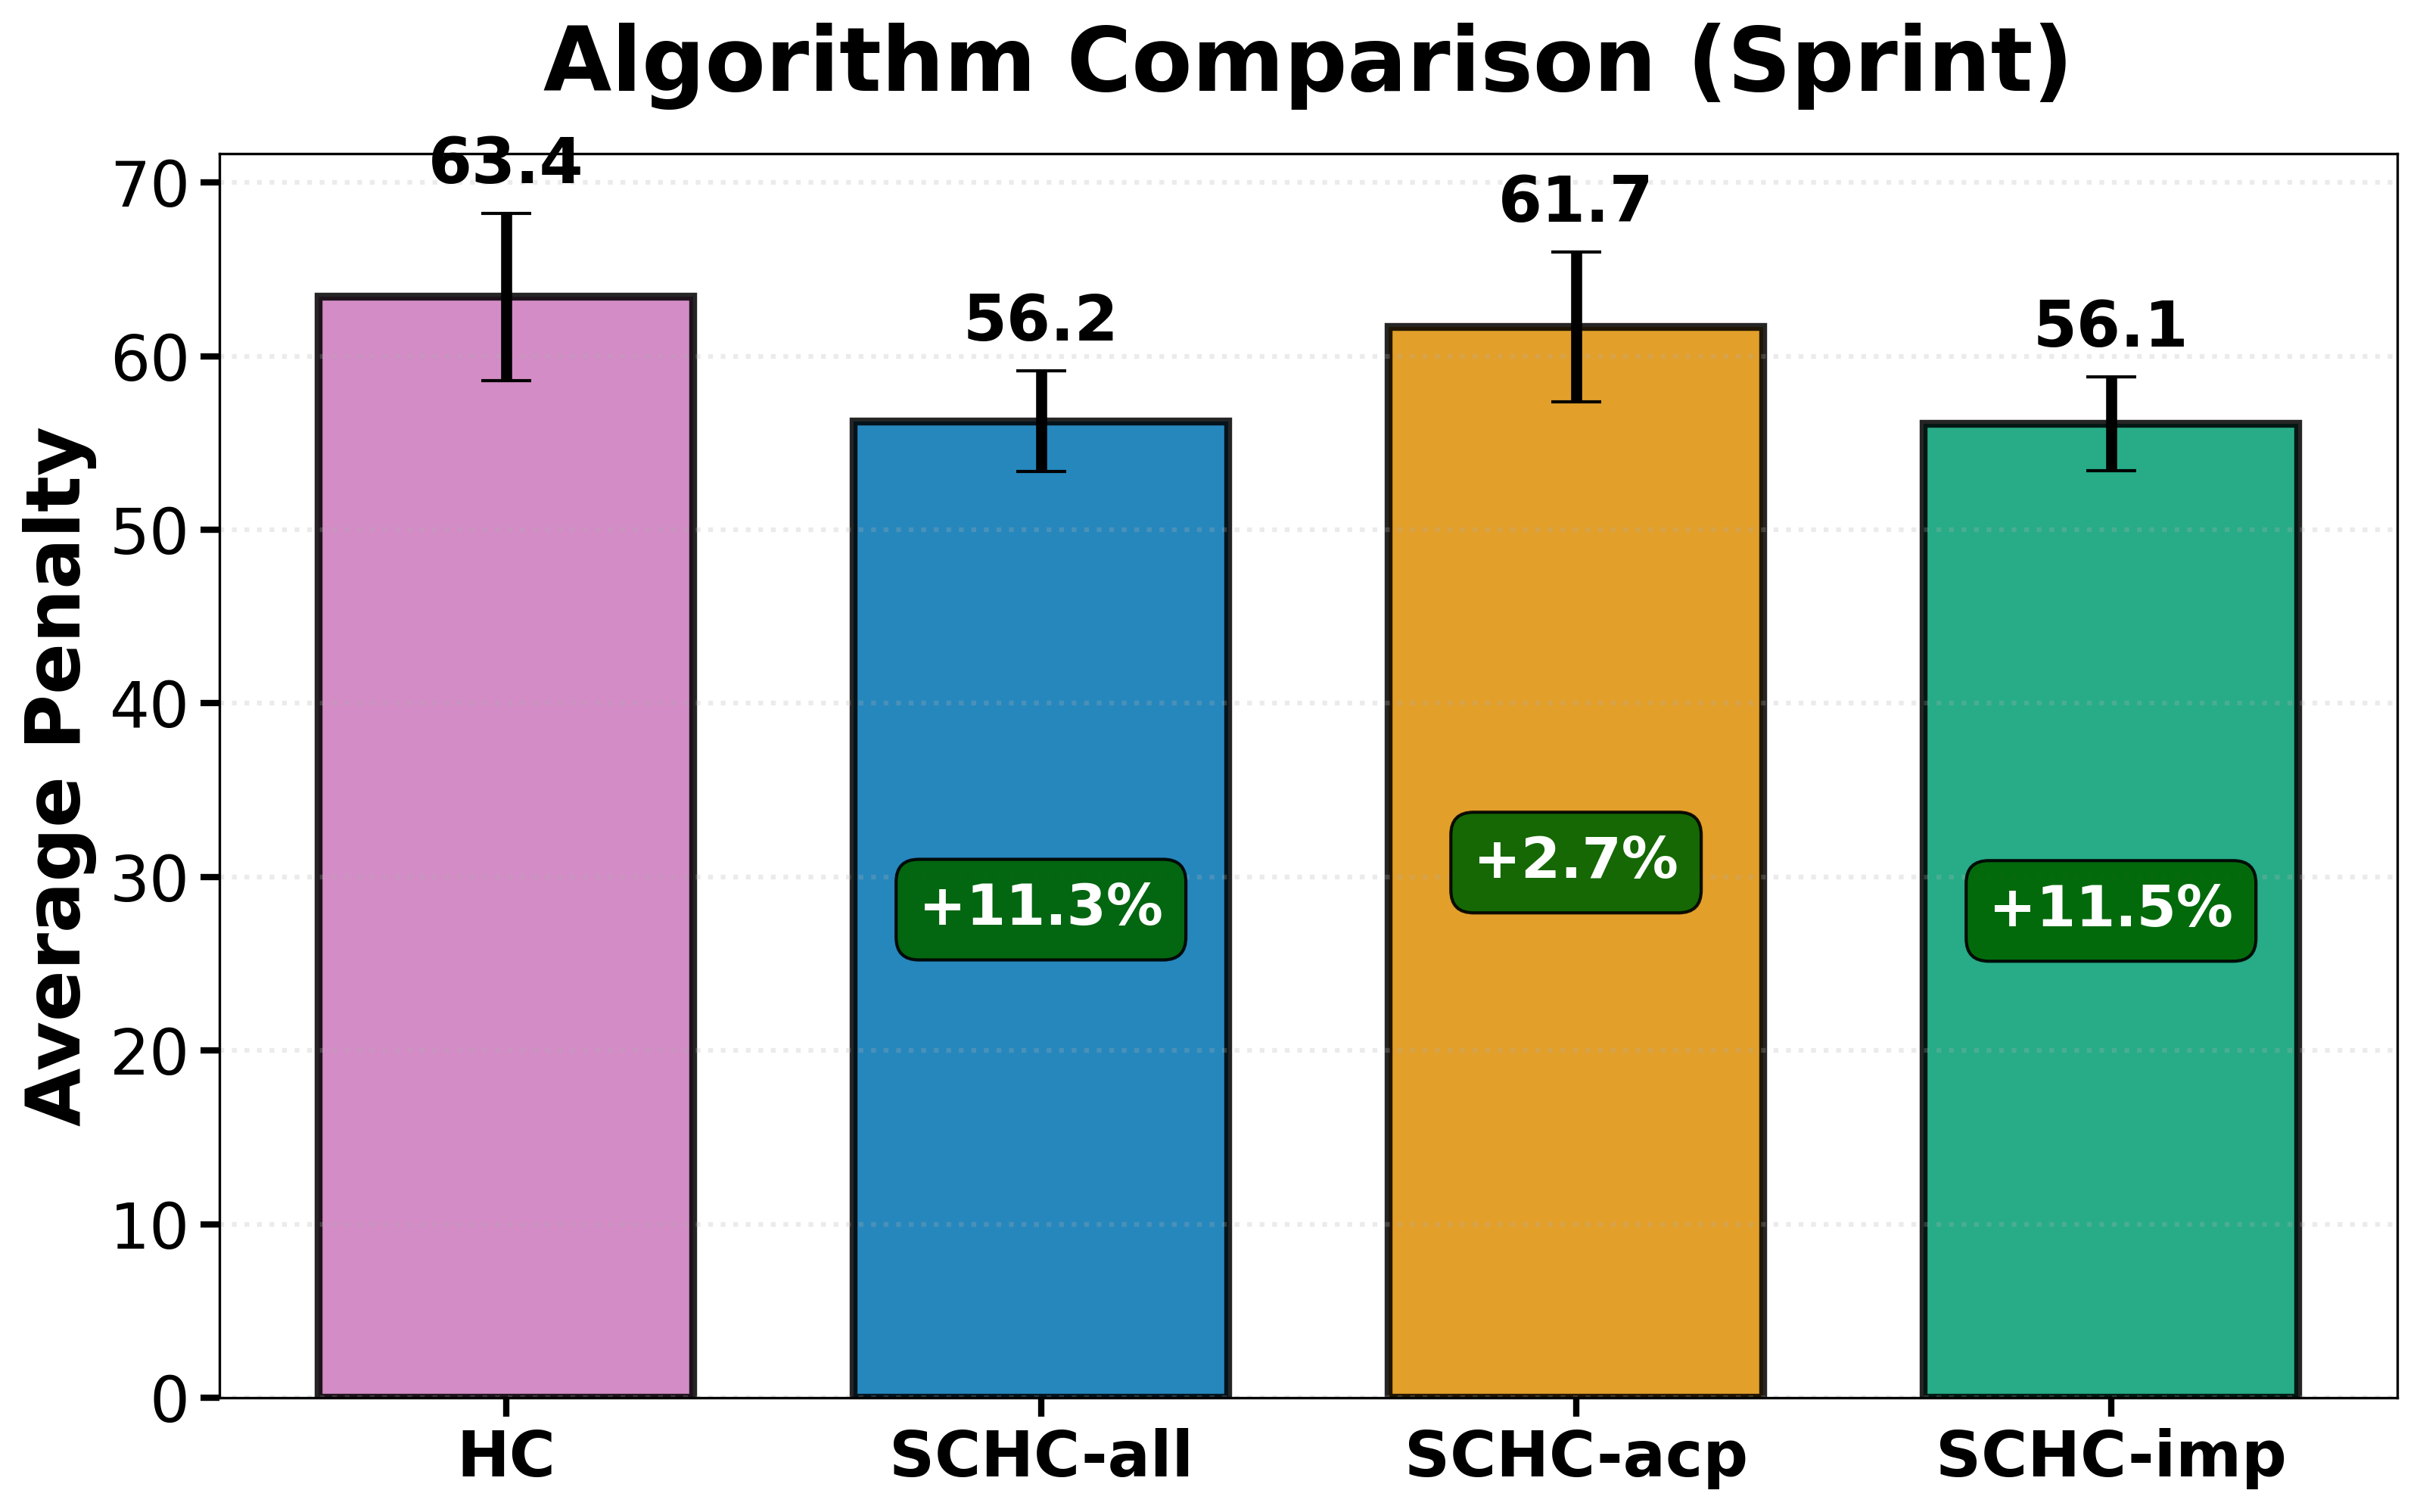 Algorithm Comparison (Sprint)
Average Penalty
70
60
50
40
30
20
10
0
63.4
56.2
61.7
56.1
+11.3%
+2.7%
+11.5%
HC
SCHC-all
SCHC-acp
SCHC-imp